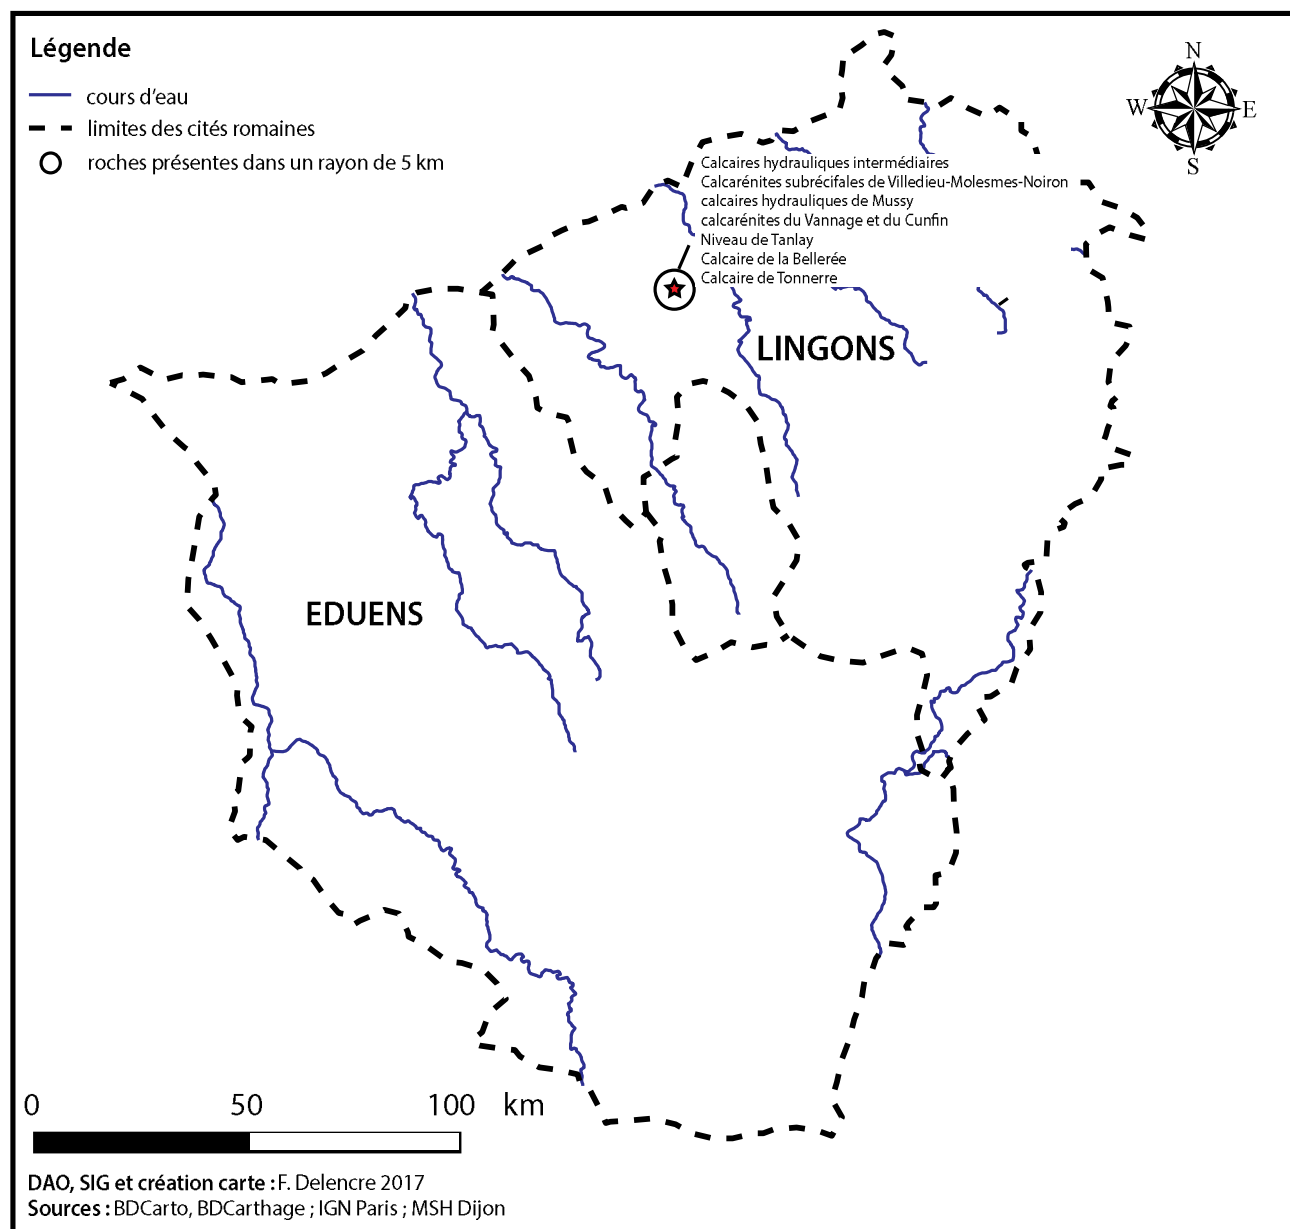 Légende
cours d'eau
limites des cités romaines
roches présentes dans un rayon de 5 km
N
W
E
S
Calcaires hydrauliques intermédiaires
Calcarénites subrécifales de Villedieu-Molesmes-Noiron
calcaires hydrauliques de Mussy
calcarénites du Vannage et du Cunfin
Niveau de Tanlay
Calcaire de la Bellerée
Calcaire de Tonnerre
LINGONS
EDUENS
0 50 100 km
DAO, SIG et création carte : F. Delencre 2017
Sources : BDCarto, BDCarthage ; IGN Paris ; MSH Dijon